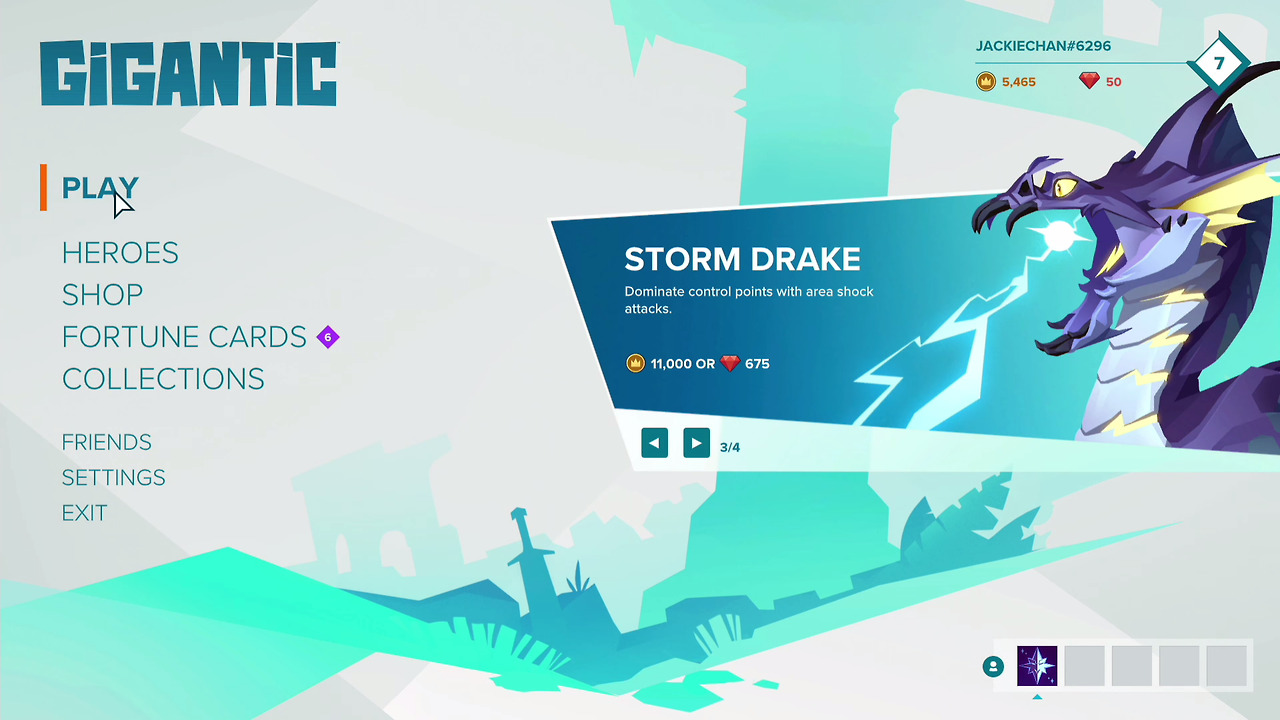 GiGANTiC
JACKIECHAN#6296
7
5,465
50
PLAY
HEROES
SHOP
FORTUNE CARDS 6
COLLECTIONS
FRIENDS
SETTINGS
EXIT
STORM DRAKE
Dominate control points with area shock
attacks.
11,000 OR 675
3/4